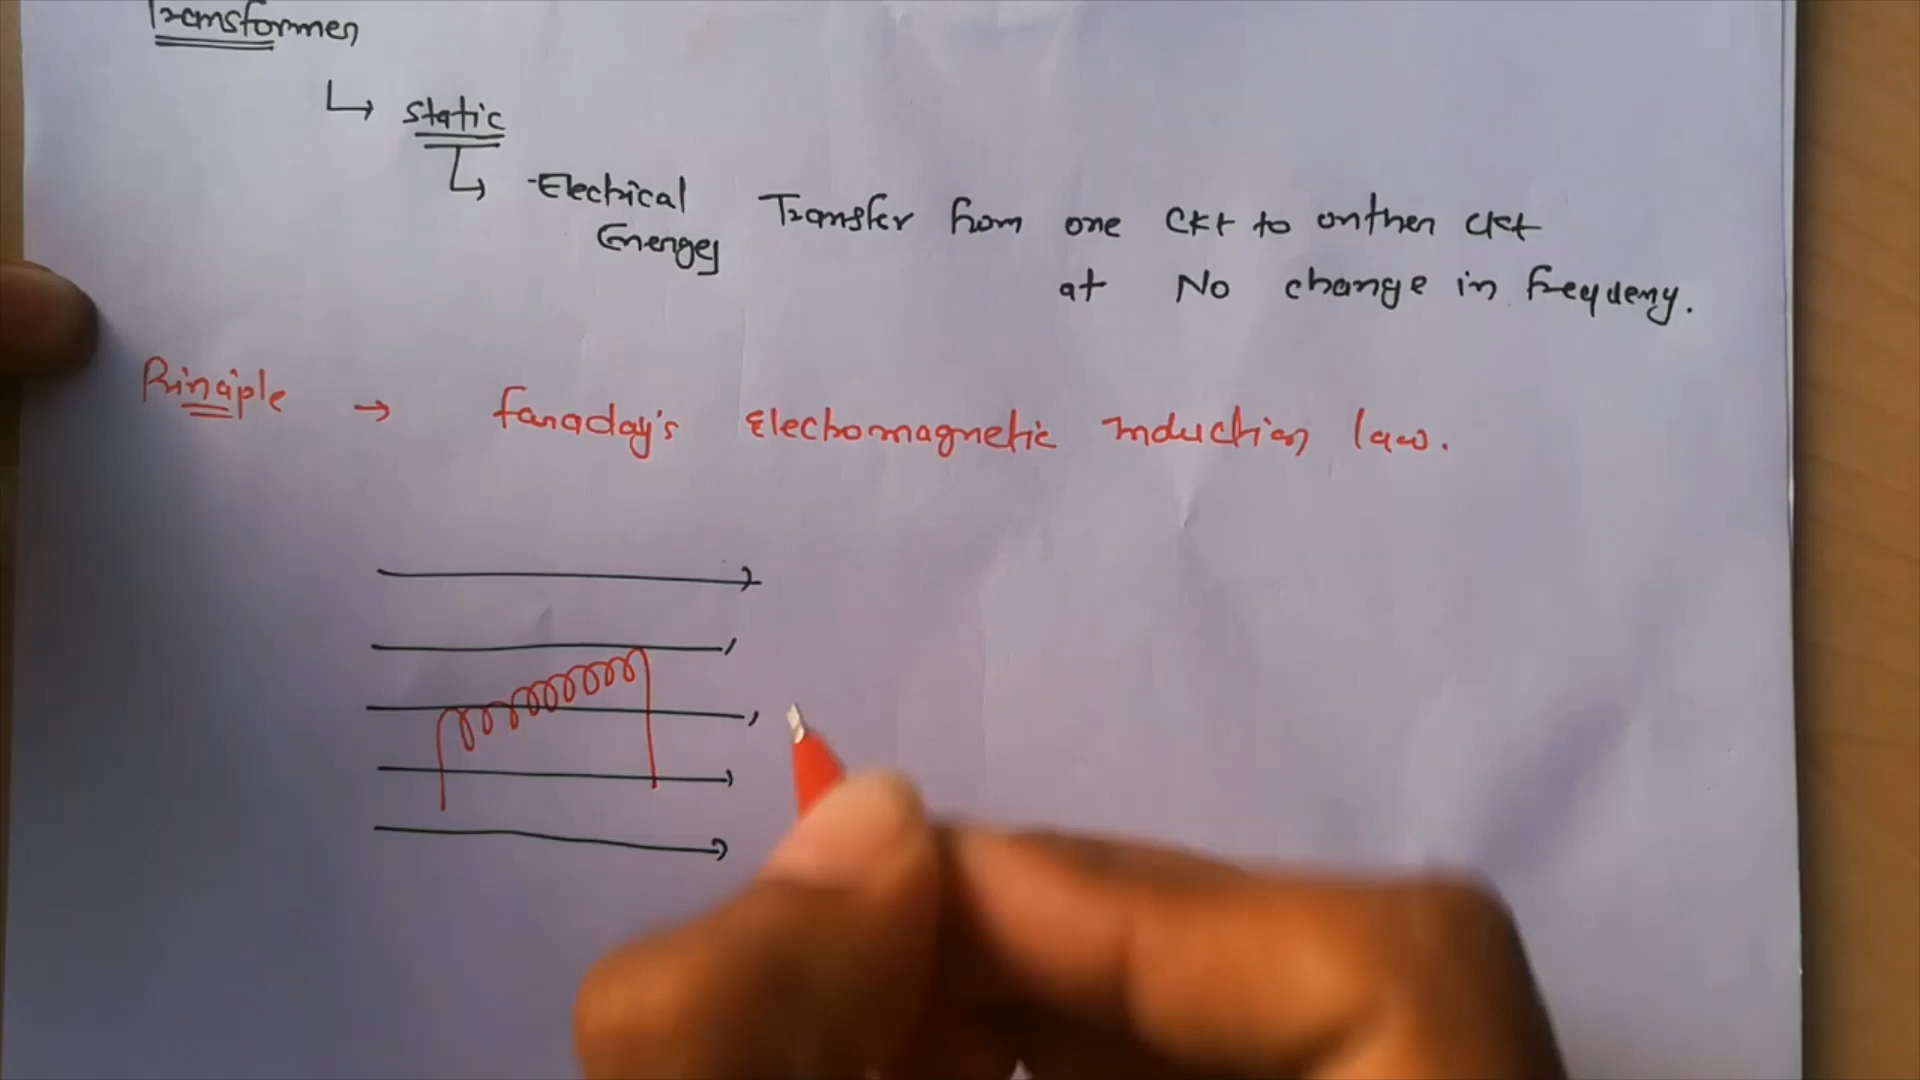 Transformer
↳ static
↳ Electrical Transfer from one ckt to onther ckt
Energy at No change in frequency.
Principle → faraday's Electromagnetic induction law.